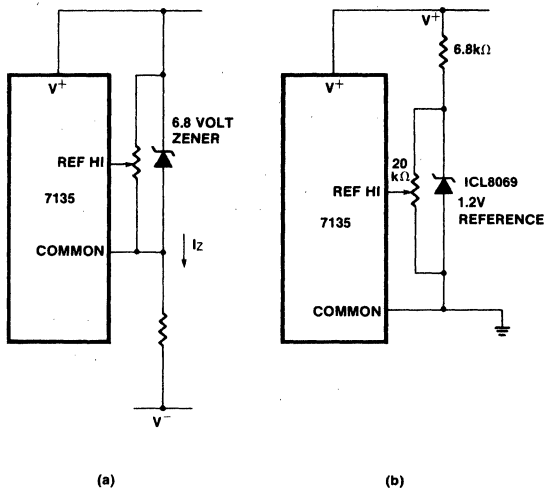 V+
6.8 VOLT
ZENER
REF HI
7135
COMMON
IZ
V−
(a)
V+
6.8kΩ
V+
20
kΩ
REF HI
ICL8069
1.2V
REFERENCE
7135
COMMON
(b)